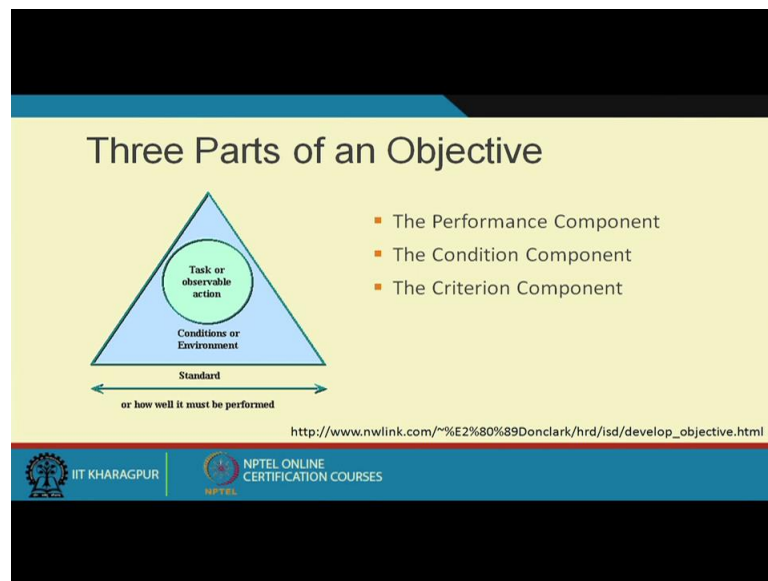 Three Parts of an Objective
Task or
observable
action
Conditions or
Environment
Standard
or how well it must be performed
▪ The Performance Component
▪ The Condition Component
▪ The Criterion Component
http://www.nwlink.com/~%E2%80%89Donclark/hrd/isd/develop_objective.html
IIT KHARAGPUR
NPTEL
NPTEL ONLINE
CERTIFICATION COURSES